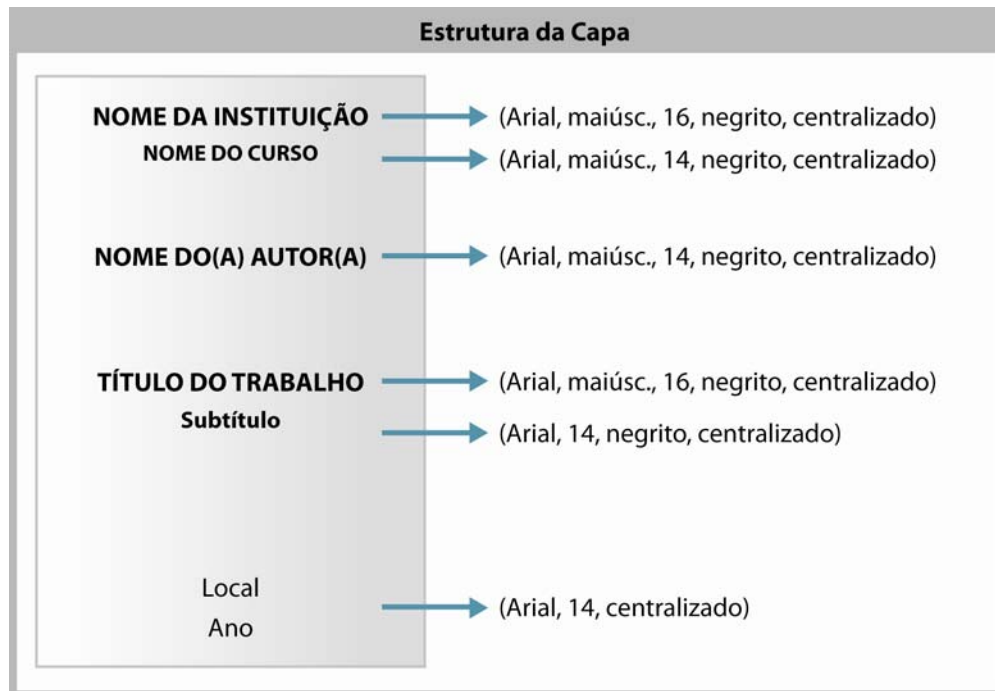 Estrutura da Capa
NOME DA INSTITUIÇÃO (Arial, maiúsc., 16, negrito, centralizado)
NOME DO CURSO (Arial, maiúsc., 14, negrito, centralizado)
NOME DO(A) AUTOR(A) (Arial, maiúsc., 14, negrito, centralizado)
TÍTULO DO TRABALHO (Arial, maiúsc., 16, negrito, centralizado)
Subtítulo (Arial, 14, negrito, centralizado)
Local
(Arial, 14, centralizado)
Ano